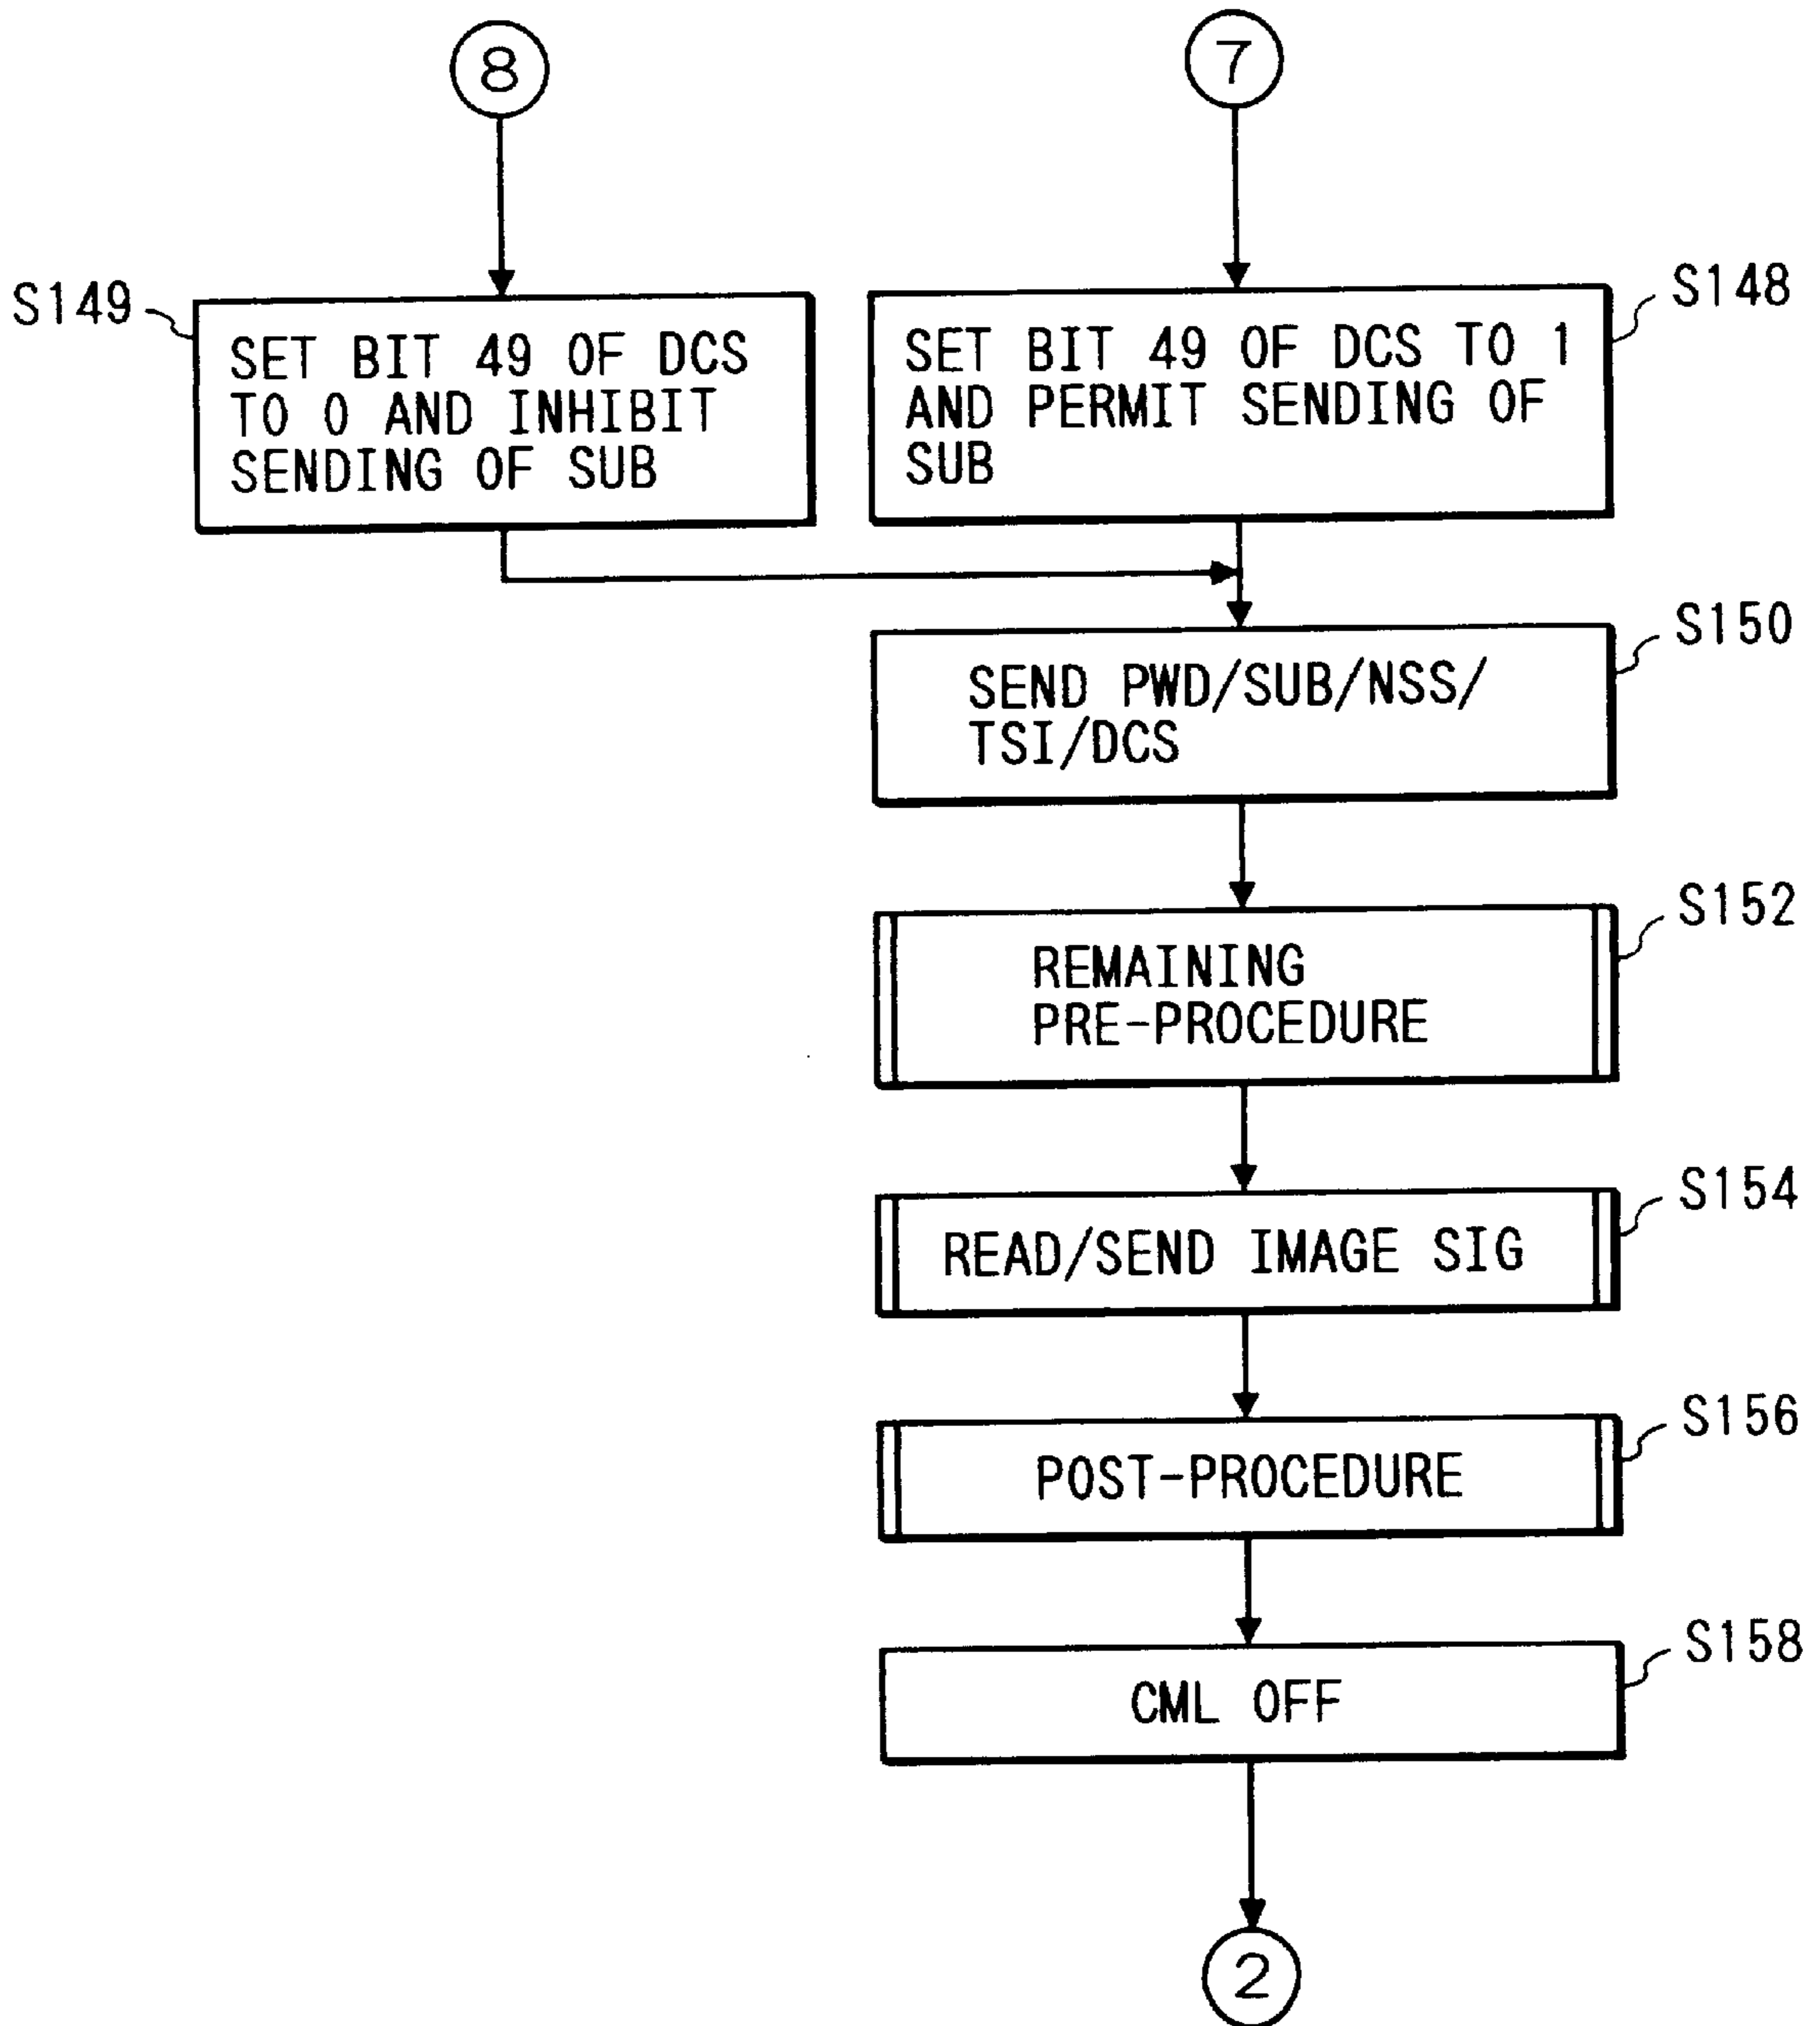 8
7
S149
SET BIT 49 OF DCS
TO 0 AND INHIBIT
SENDING OF SUB
S148
SET BIT 49 OF DCS TO 1
AND PERMIT SENDING OF
SUB
S150
SEND PWD/SUB/NSS/
TSI/DCS
S152
REMAINING
PRE-PROCEDURE
S154
READ/SEND IMAGE SIG
S156
POST-PROCEDURE
S158
CML OFF
2